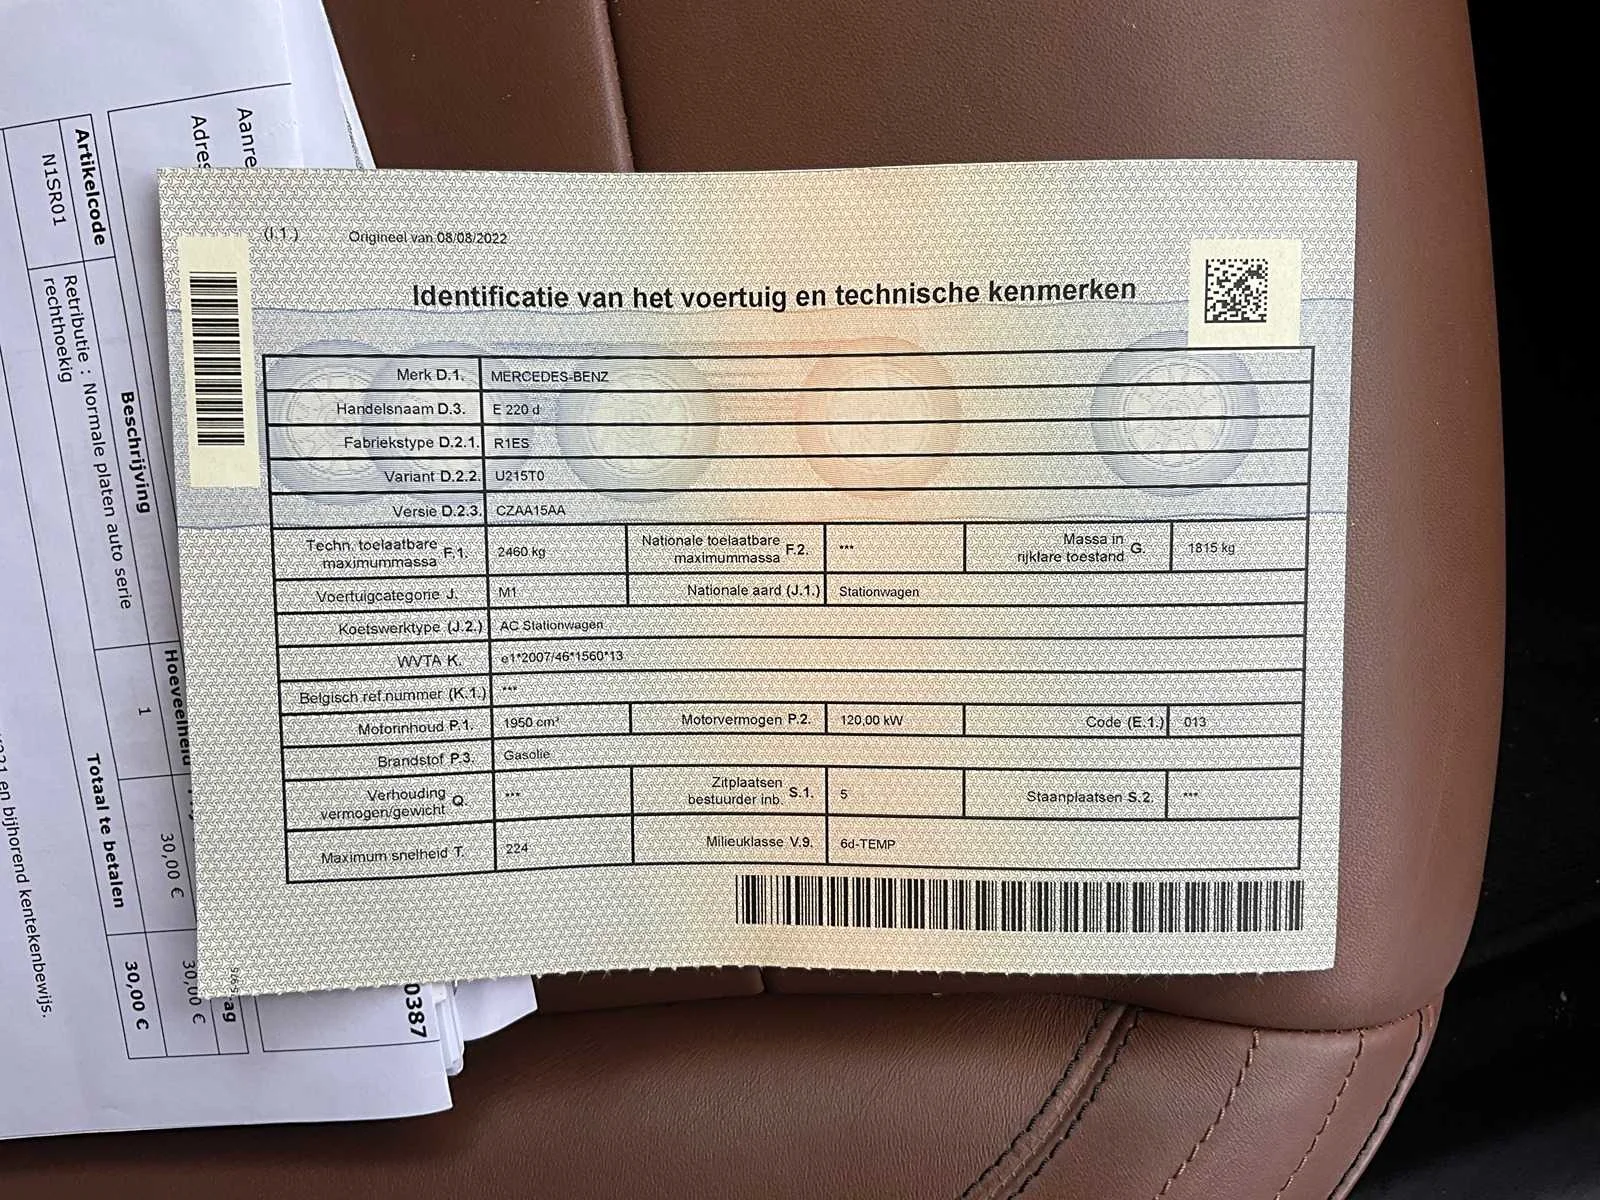 (I.1.) Origineel van 08/08/2022
Identificatie van het voertuig en technische kenmerken
Merk D.1. MERCEDES-BENZ
Handelsnaam D.3. E 220 d
Fabriekstype D.2.1. R1ES
Variant D.2.2. U215T0
Versie D.2.3. CZAA15AA
Techn. toelaatbare maximummassa F.1. 2460 kg Nationale toelaatbare maximummassa F.2. *** Massa in rijklare toestand G. 1815 kg
Voertuigcategorie J. M1 Nationale aard (J.1.) Stationwagen
Koetswerktype (J.2.) AC Stationwagen
WVTA K. e1*2007/46*1560*13
Belgisch ref.nummer (K.1.) ***
Motorinhoud P.1. 1950 cm³ Motorvermogen P.2. 120,00 kW Code (E.1.) 013
Brandstof P.3. Gasolie
Verhouding vermogen/gewicht Q. *** Zitplaatsen bestuurder inb. S.1. 5 Staanplaatsen S.2. ***
Maximum snelheid T. 224 Milieuklasse V.9. 6d-TEMP
Aanre
Adres
Artikelcode Beschrijving Hoeveelheid
N1SR01 Retributie : Normale platen auto serie 1 30,00 € 30,00 €
rechthoekig
Totaal te betalen 30,00 €
en bijhorend kentekenbewijs.
0387